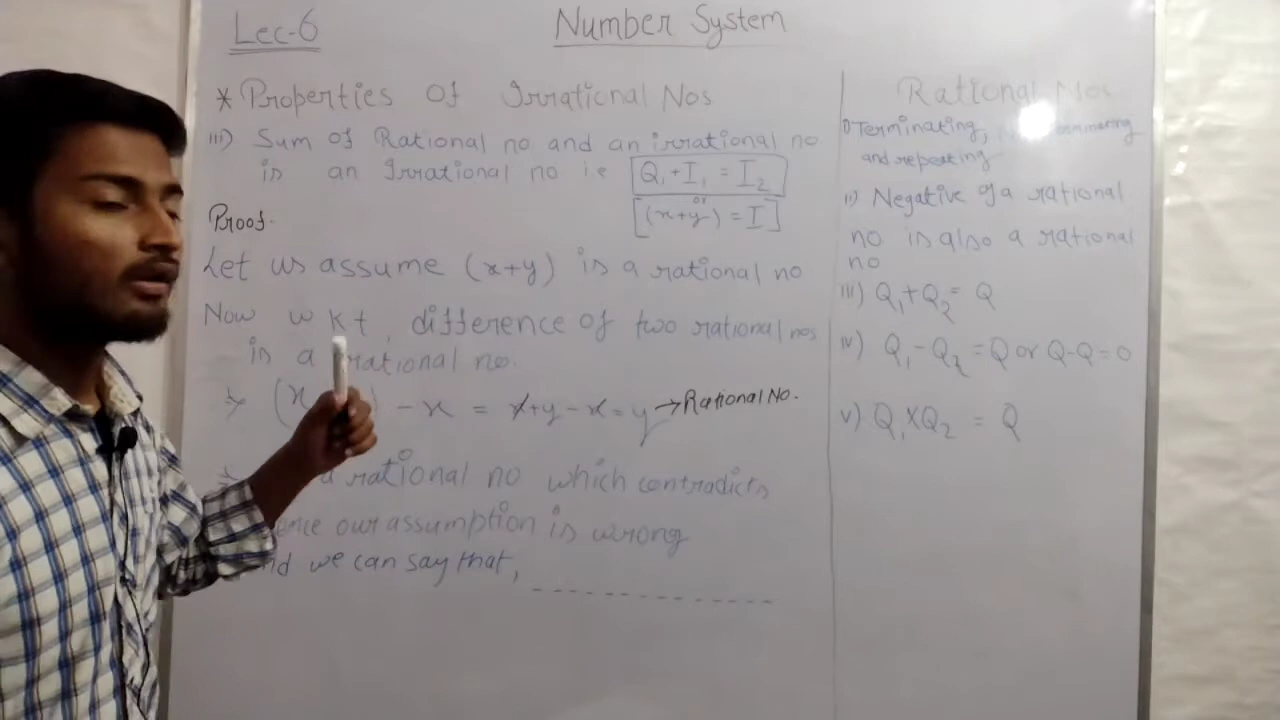 Lec-6
Number System
* Properties Of Irrational Nos
iii) Sum of Rational no and an irrational no
is an Irrational no i.e Q₁+I₁ = I₂
or
[(x+y) = I]
Proof-
Let us assume (x+y) is a rational no
Now w k t, difference of two rational nos
is a rational no.
(x - x = x+y-x = y → Rational No.
a rational no which contradicts
ence our assumption is wrong
nd we can say that, - - - - - - - - - - - - - -
Rational Nos
i) Terminating,
and repeating
ii) Negative of a rational
no is also a rational
no
iii) Q₁+Q₂ = Q
iv) Q₁-Q₂ = Q or Q-Q=0
v) Q₁×Q₂ = Q